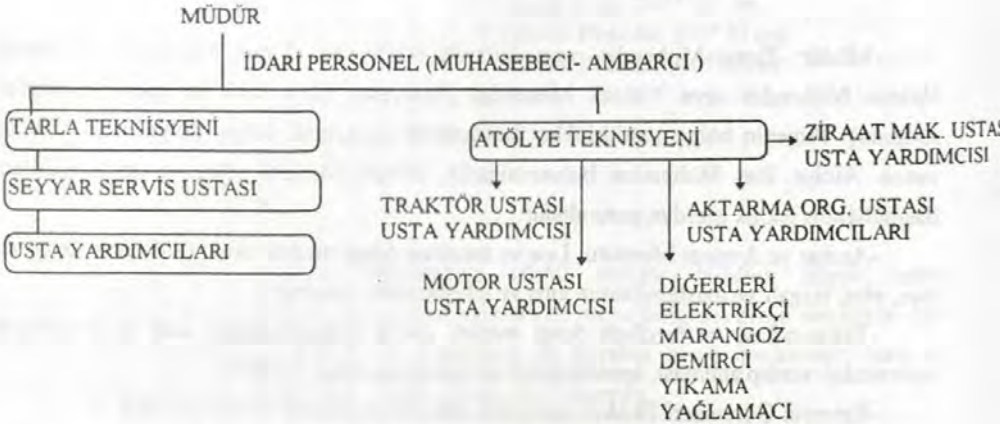 MÜDÜR
İDARİ PERSONEL (MUHASEBECİ- AMBARCI )
TARLA TEKNİSYENİ
SEYYAR SERVİS USTASI
USTA YARDIMCILARI
ATÖLYE TEKNİSYENİ
ZİRAAT MAK. USTASI
USTA YARDIMCISI
TRAKTÖR USTASI
USTA YARDIMCISI
AKTARMA ORG. USTASI
USTA YARDIMCILARI
MOTOR USTASI
USTA YARDIMCISI
DİĞERLERİ
ELEKTRİKÇİ
MARANGOZ
DEMİRCİ
YIKAMA
YAĞLAMACI